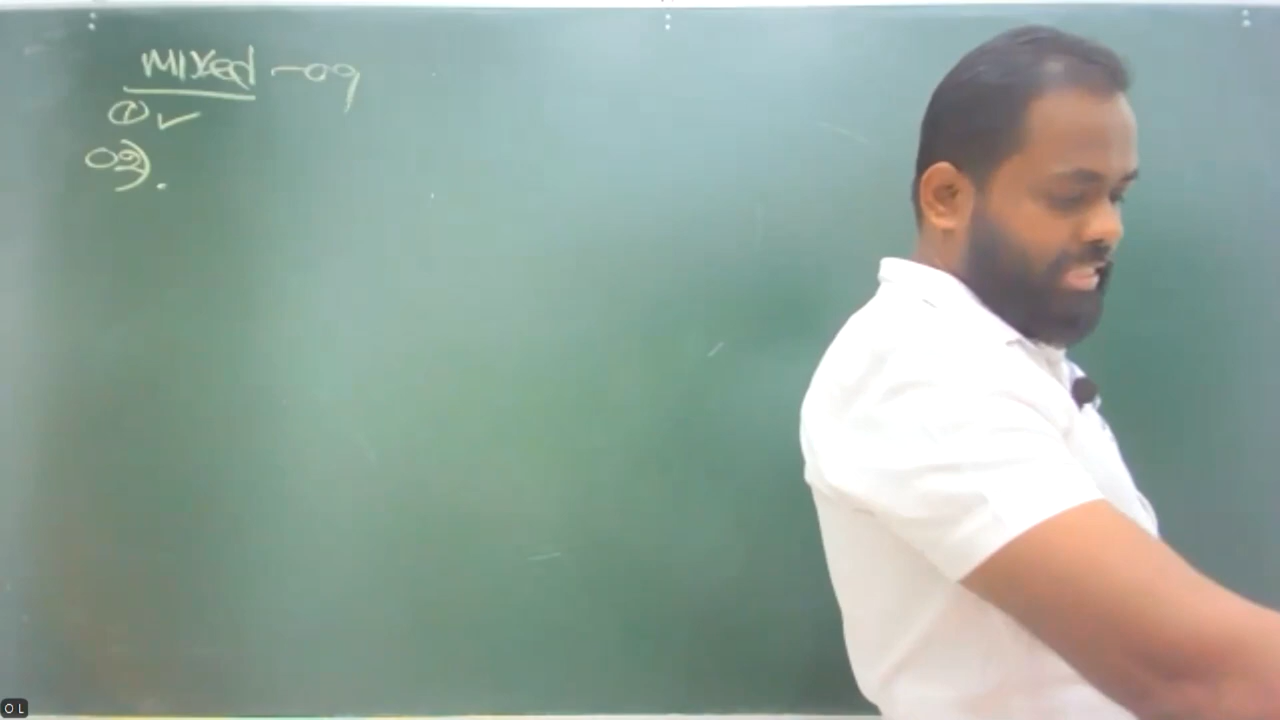 Mixed - 09
① ✓
02).
O L